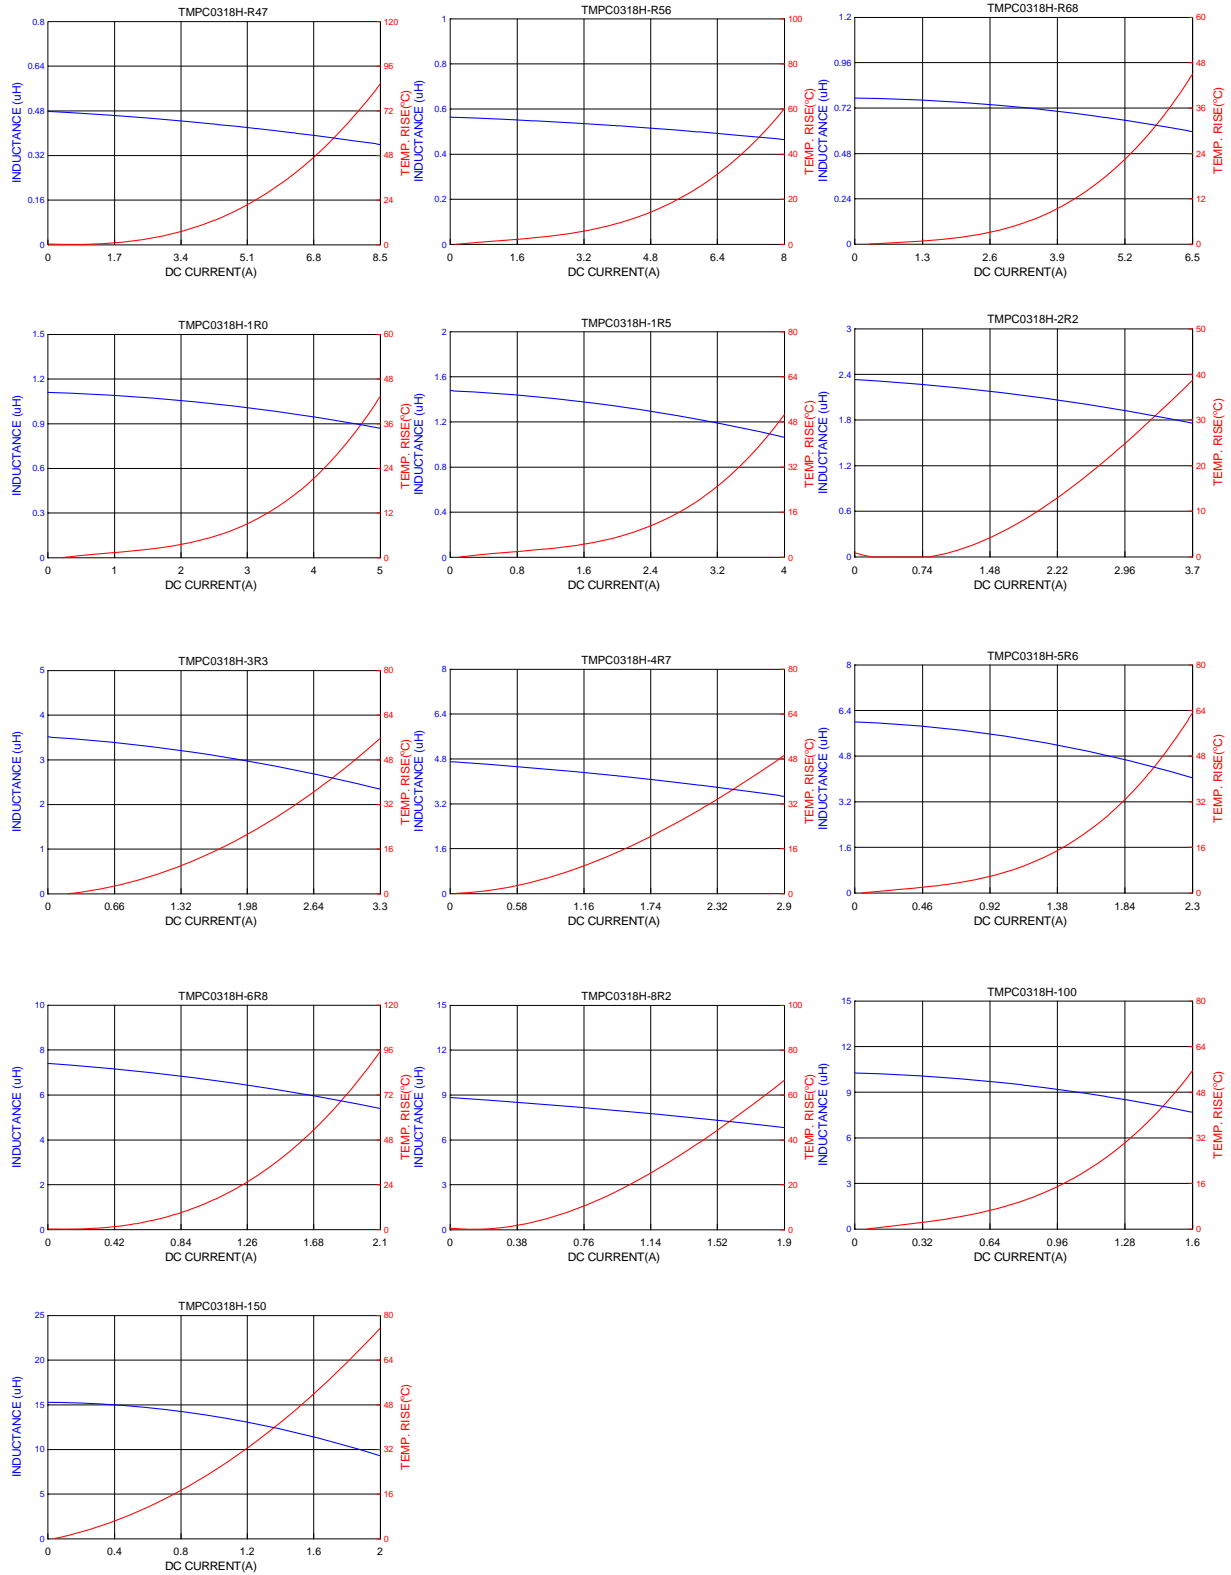 TMPC0318H-R47
INDUCTANCE (uH)
0.8
0.64
0.48
0.32
0.16
0
120
96
72
48
24
0
TEMP. RISE(°C)
0 1.7 3.4 5.1 6.8 8.5
DC CURRENT(A)
TMPC0318H-R56
INDUCTANCE (uH)
1
0.8
0.6
0.4
0.2
0
100
80
60
40
20
0
TEMP. RISE(°C)
0 1.6 3.2 4.8 6.4 8
DC CURRENT(A)
TMPC0318H-R68
INDUCTANCE (uH)
1.2
0.96
0.72
0.48
0.24
0
60
48
36
24
12
0
TEMP. RISE(°C)
0 1.3 2.6 3.9 5.2 6.5
DC CURRENT(A)
TMPC0318H-1R0
INDUCTANCE (uH)
1.5
1.2
0.9
0.6
0.3
0
60
48
36
24
12
0
TEMP. RISE(°C)
0 1 2 3 4 5
DC CURRENT(A)
TMPC0318H-1R5
INDUCTANCE (uH)
2
1.6
1.2
0.8
0.4
0
80
64
48
32
16
0
TEMP. RISE(°C)
0 0.8 1.6 2.4 3.2 4
DC CURRENT(A)
TMPC0318H-2R2
INDUCTANCE (uH)
3
2.4
1.8
1.2
0.6
0
50
40
30
20
10
0
TEMP. RISE(°C)
0 0.74 1.48 2.22 2.96 3.7
DC CURRENT(A)
TMPC0318H-3R3
INDUCTANCE (uH)
5
4
3
2
1
0
80
64
48
32
16
0
TEMP. RISE(°C)
0 0.66 1.32 1.98 2.64 3.3
DC CURRENT(A)
TMPC0318H-4R7
INDUCTANCE (uH)
8
6.4
4.8
3.2
1.6
0
80
64
48
32
16
0
TEMP. RISE(°C)
0 0.58 1.16 1.74 2.32 2.9
DC CURRENT(A)
TMPC0318H-5R6
INDUCTANCE (uH)
8
6.4
4.8
3.2
1.6
0
80
64
48
32
16
0
TEMP. RISE(°C)
0 0.46 0.92 1.38 1.84 2.3
DC CURRENT(A)
TMPC0318H-6R8
INDUCTANCE (uH)
10
8
6
4
2
0
120
96
72
48
24
0
TEMP. RISE(°C)
0 0.42 0.84 1.26 1.68 2.1
DC CURRENT(A)
TMPC0318H-8R2
INDUCTANCE (uH)
15
12
9
6
3
0
100
80
60
40
20
0
TEMP. RISE(°C)
0 0.38 0.76 1.14 1.52 1.9
DC CURRENT(A)
TMPC0318H-100
INDUCTANCE (uH)
15
12
9
6
3
0
80
64
48
32
16
0
TEMP. RISE(°C)
0 0.32 0.64 0.96 1.28 1.6
DC CURRENT(A)
TMPC0318H-150
INDUCTANCE (uH)
25
20
15
10
5
0
80
64
48
32
16
0
TEMP. RISE(°C)
0 0.4 0.8 1.2 1.6 2
DC CURRENT(A)